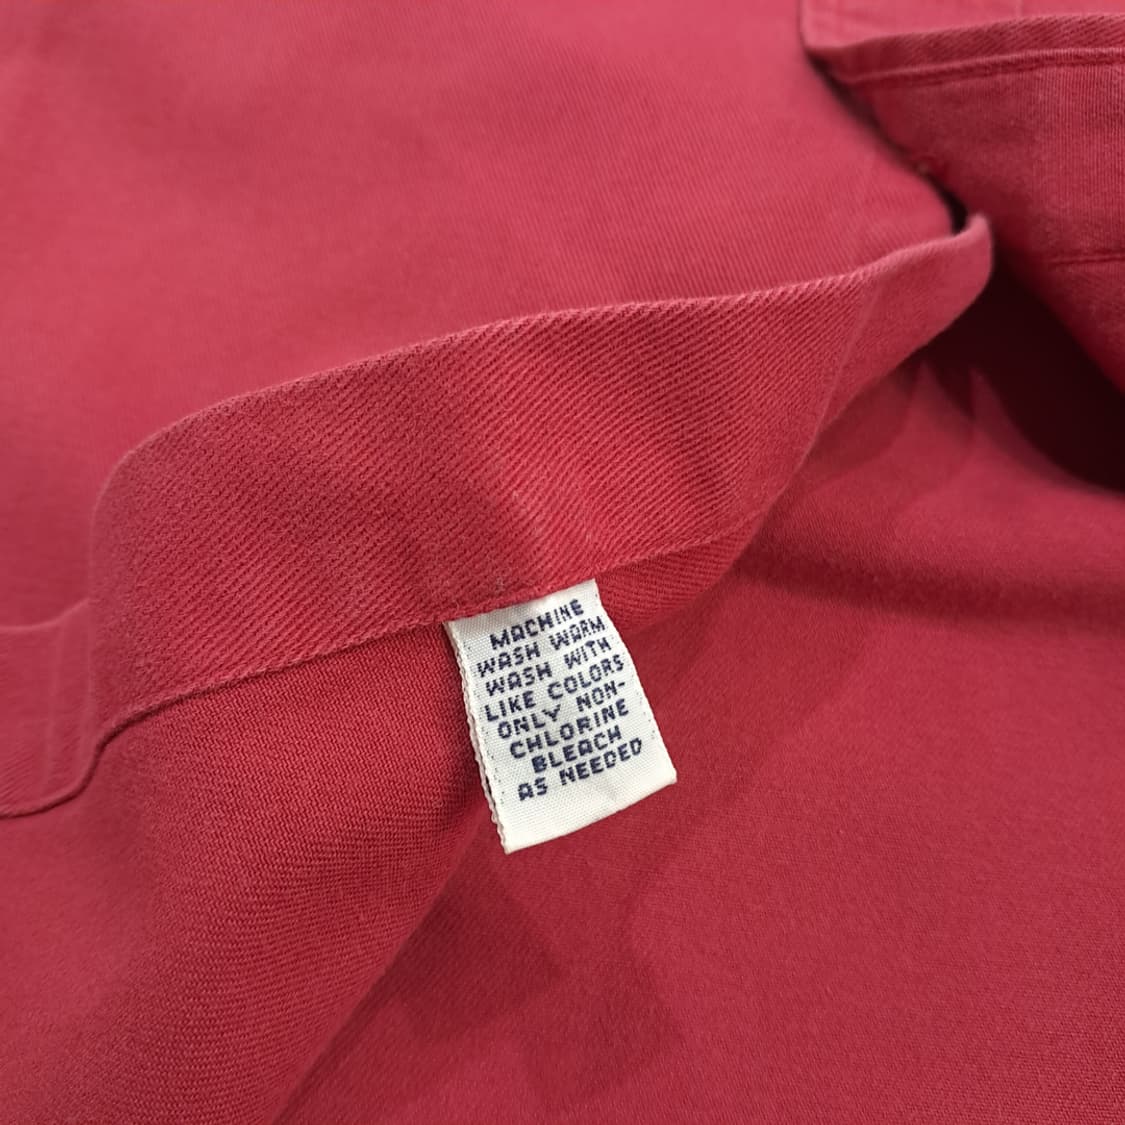 MACHINE
WASH WARM
WASH WITH
LIKE COLORS
ONLY NON-
CHLORINE
BLEACH
AS NEEDED